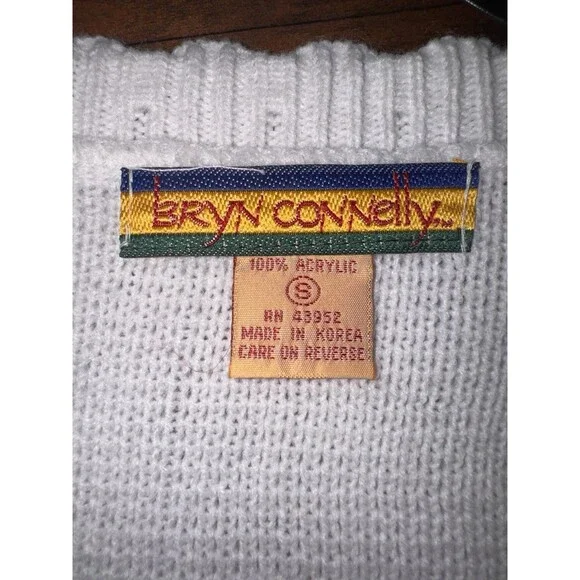 BRYN CONNELLY...
100% ACRYLIC
S
RN 43952
MADE IN KOREA
CARE ON REVERSE